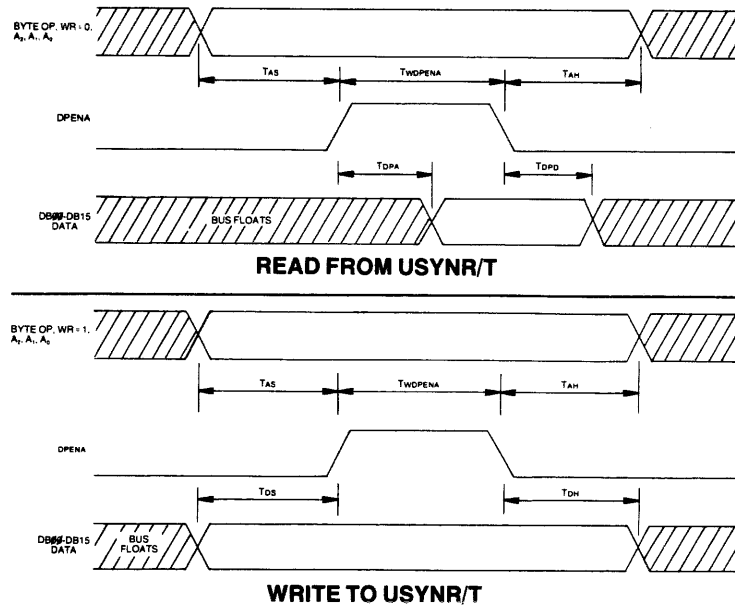 BYTE OP, WR = 0,
A₂, A₁, A₀
TAS
TWDPENA
TAH
DPENA
TDPA
TDPD
DB00-DB15
DATA
BUS FLOATS
READ FROM USYNR/T
BYTE OP, WR = 1,
A₂, A₁, A₀
TAS
TWDPENA
TAH
DPENA
TDS
TDH
DB00-DB15
DATA
BUS
FLOATS
WRITE TO USYNR/T